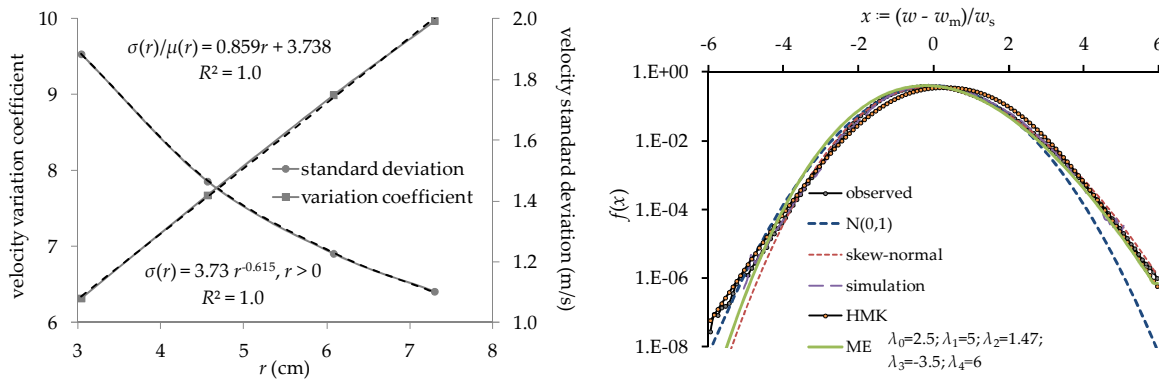 velocity variation coefficient
10
9
8
7
6
σ(r)/μ(r) = 0.859r + 3.738
R² = 1.0
standard deviation
variation coefficient
σ(r) = 3.73 r^-0.615, r > 0
R² = 1.0
3 4 5 6 7 8
r (cm)
2.0
1.8
1.6
1.4
1.2
1.0
velocity standard deviation (m/s)
x := (w - wm)/ws
-6 -4 -2 0 2 4 6
f(x)
1.E+00
1.E-02
1.E-04
1.E-06
1.E-08
observed
N(0,1)
skew-normal
simulation
HMK
ME λ0=2.5; λ1=5; λ2=1.47;
λ3=-3.5; λ4=6